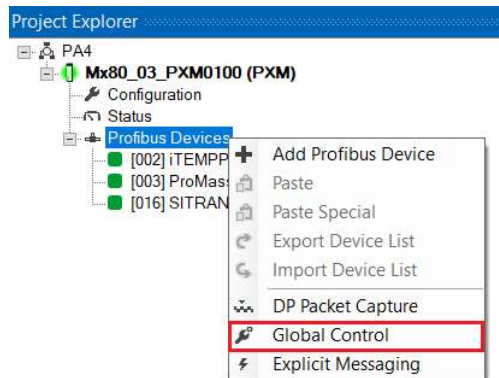 Project Explorer
PA4
Mx80_03_PXM0100 (PXM)
Configuration
Status
Profibus Devices
[002] iTEMPP
[003] ProMass
[016] SITRAN
Add Profibus Device
Paste
Paste Special
Export Device List
Import Device List
DP Packet Capture
Global Control
Explicit Messaging